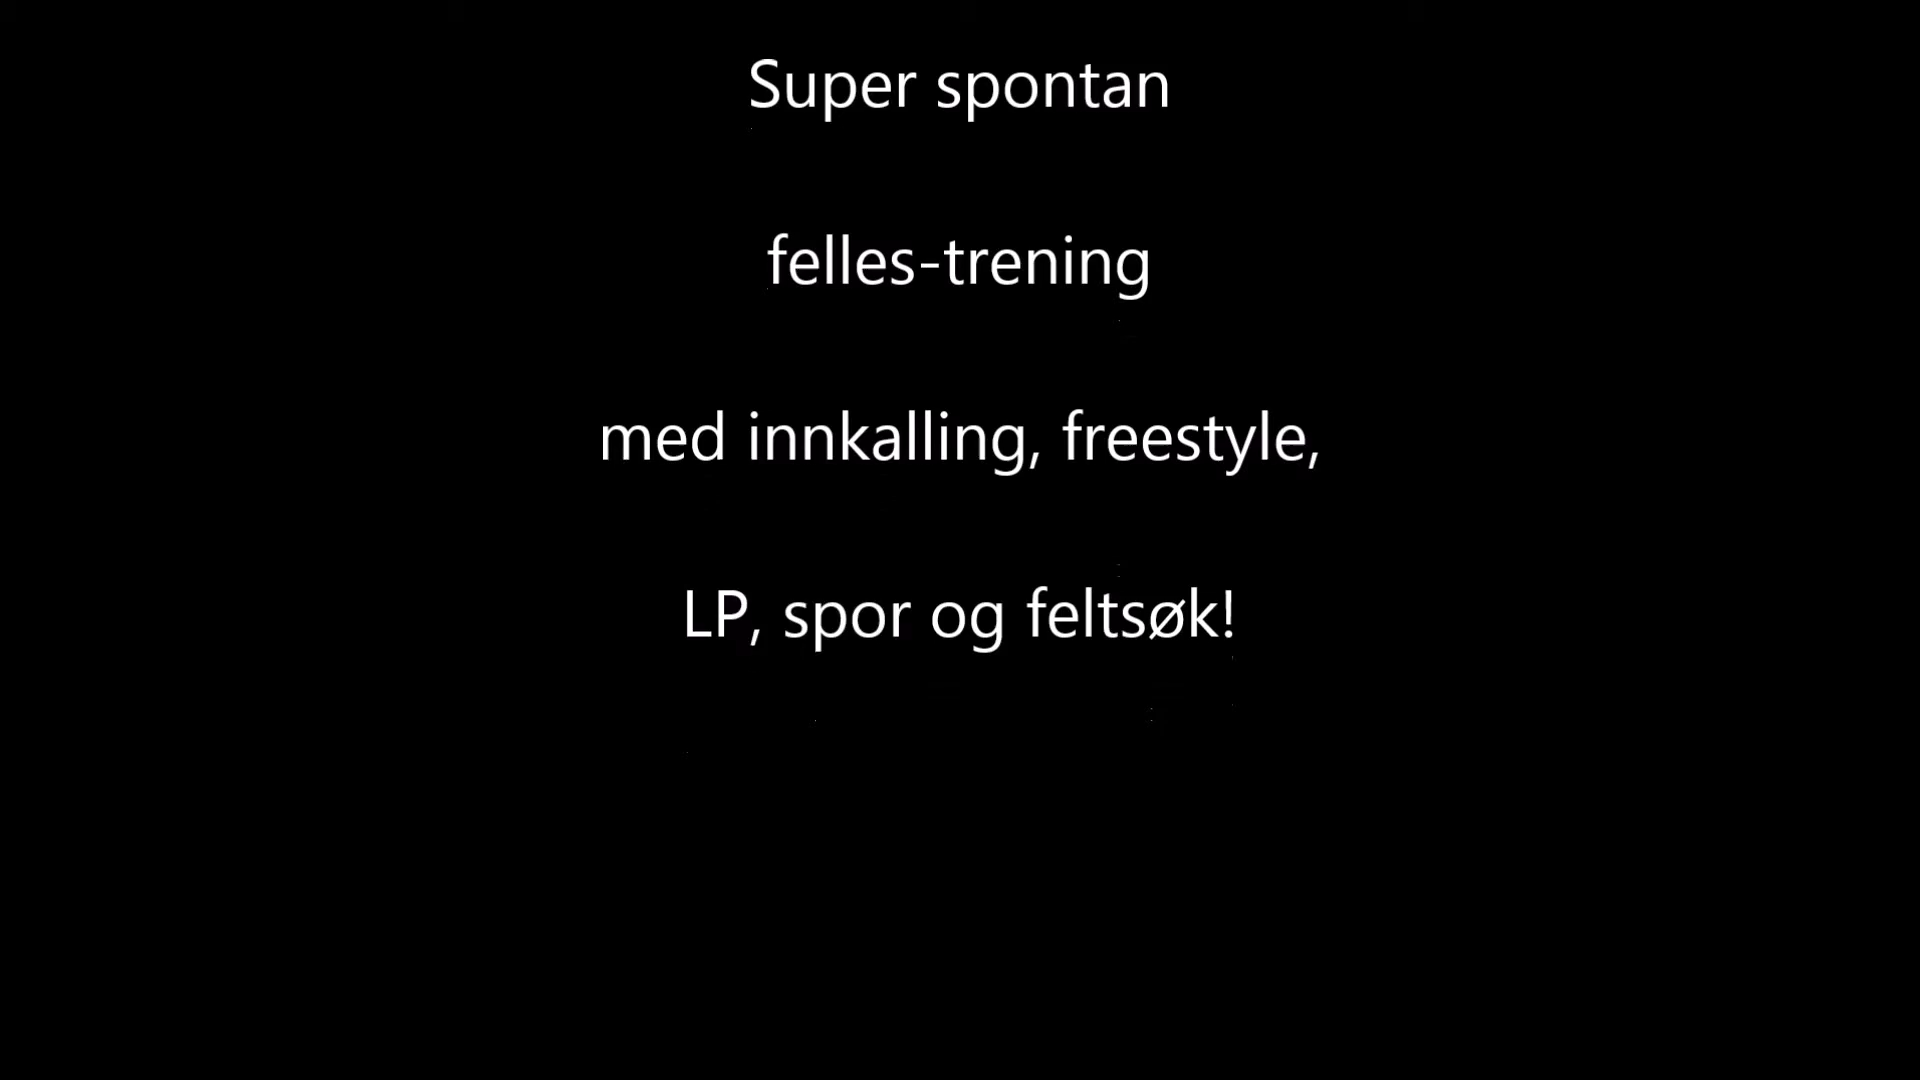 Super spontan
felles-trening
med innkalling, freestyle,
LP, spor og feltsøk!